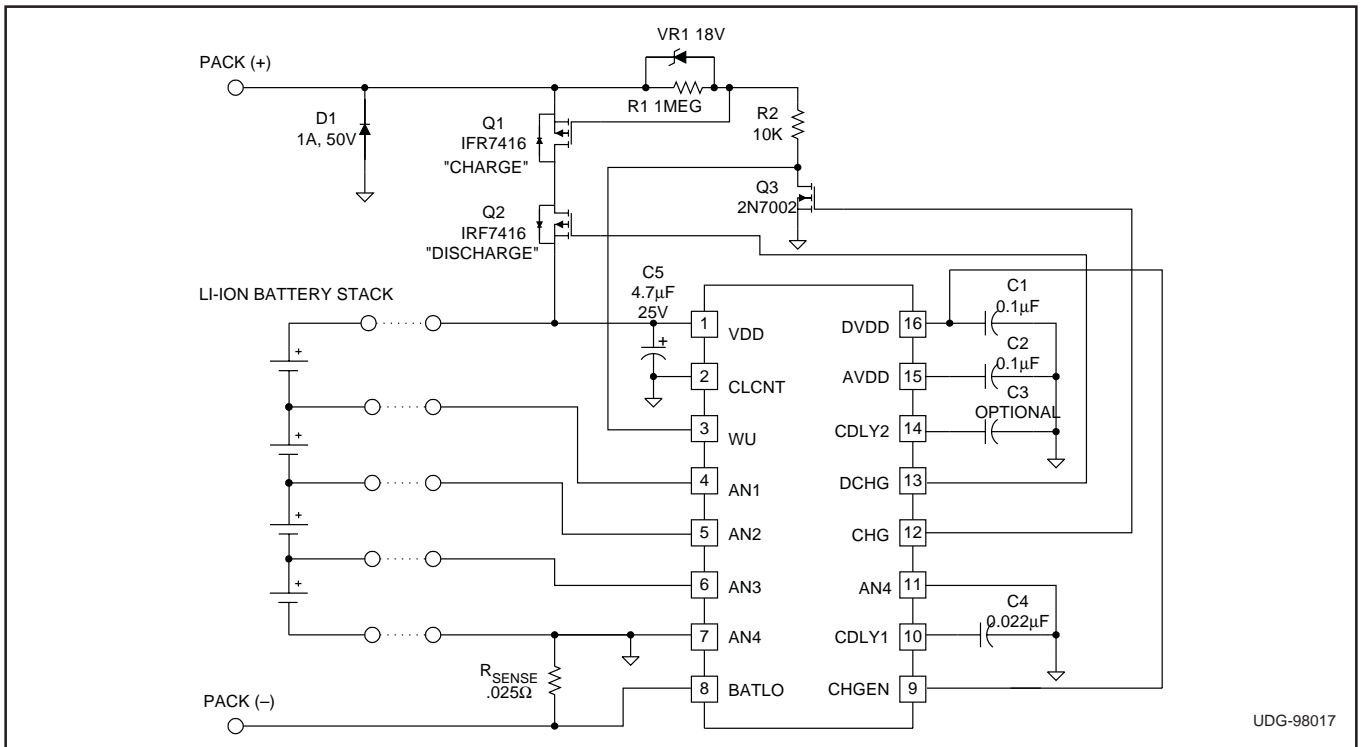 VR1 18V
PACK (+)
R1 1MEG
D1
1A, 50V
Q1
IFR7416
"CHARGE"
R2
10K
Q3
2N7002
Q2
IRF7416
"DISCHARGE"
LI-ION BATTERY STACK
C5
4.7µF
25V
C1
0.1µF
1 VDD
DVDD 16
C2
0.1µF
2 CLCNT
AVDD 15
C3
OPTIONAL
3 WU
CDLY2 14
4 AN1
DCHG 13
5 AN2
CHG 12
6 AN3
AN4 11
C4
0.022µF
7 AN4
CDLY1 10
RSENSE
.025Ω
8 BATLO
CHGEN 9
PACK (–)
UDG-98017
+
+
+
+
+